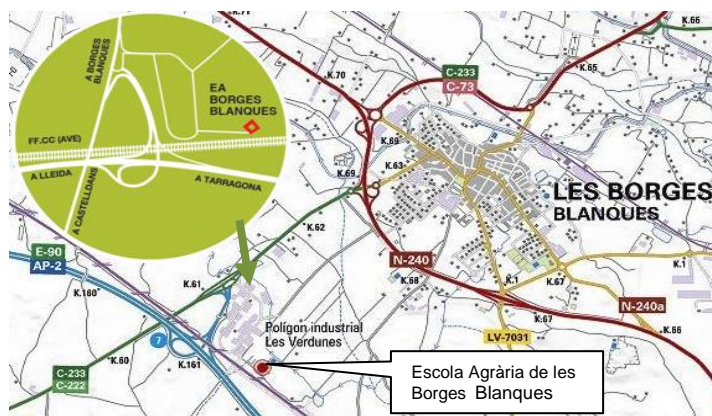 A BORGES
BLANQUES
EA
BORGES
BLANQUES
FF.CC (AVE)
A LLEIDA
A CASTELLDANS
A TARRAGONA
K.71
K.70
C-233
C-73
K.66
K.65
K.69
K.63
K.69
LES BORGES
BLANQUES
K.62
E-90
AP-2
K.160
K.61
N-240
K.68
K.1
K.67
K.1
N-240a
K.67
K.66
LV-7031
Polígon industrial
Les Verdunes
7
K.60
K.161
C-233
C-222
Escola Agrària de les
Borges Blanques